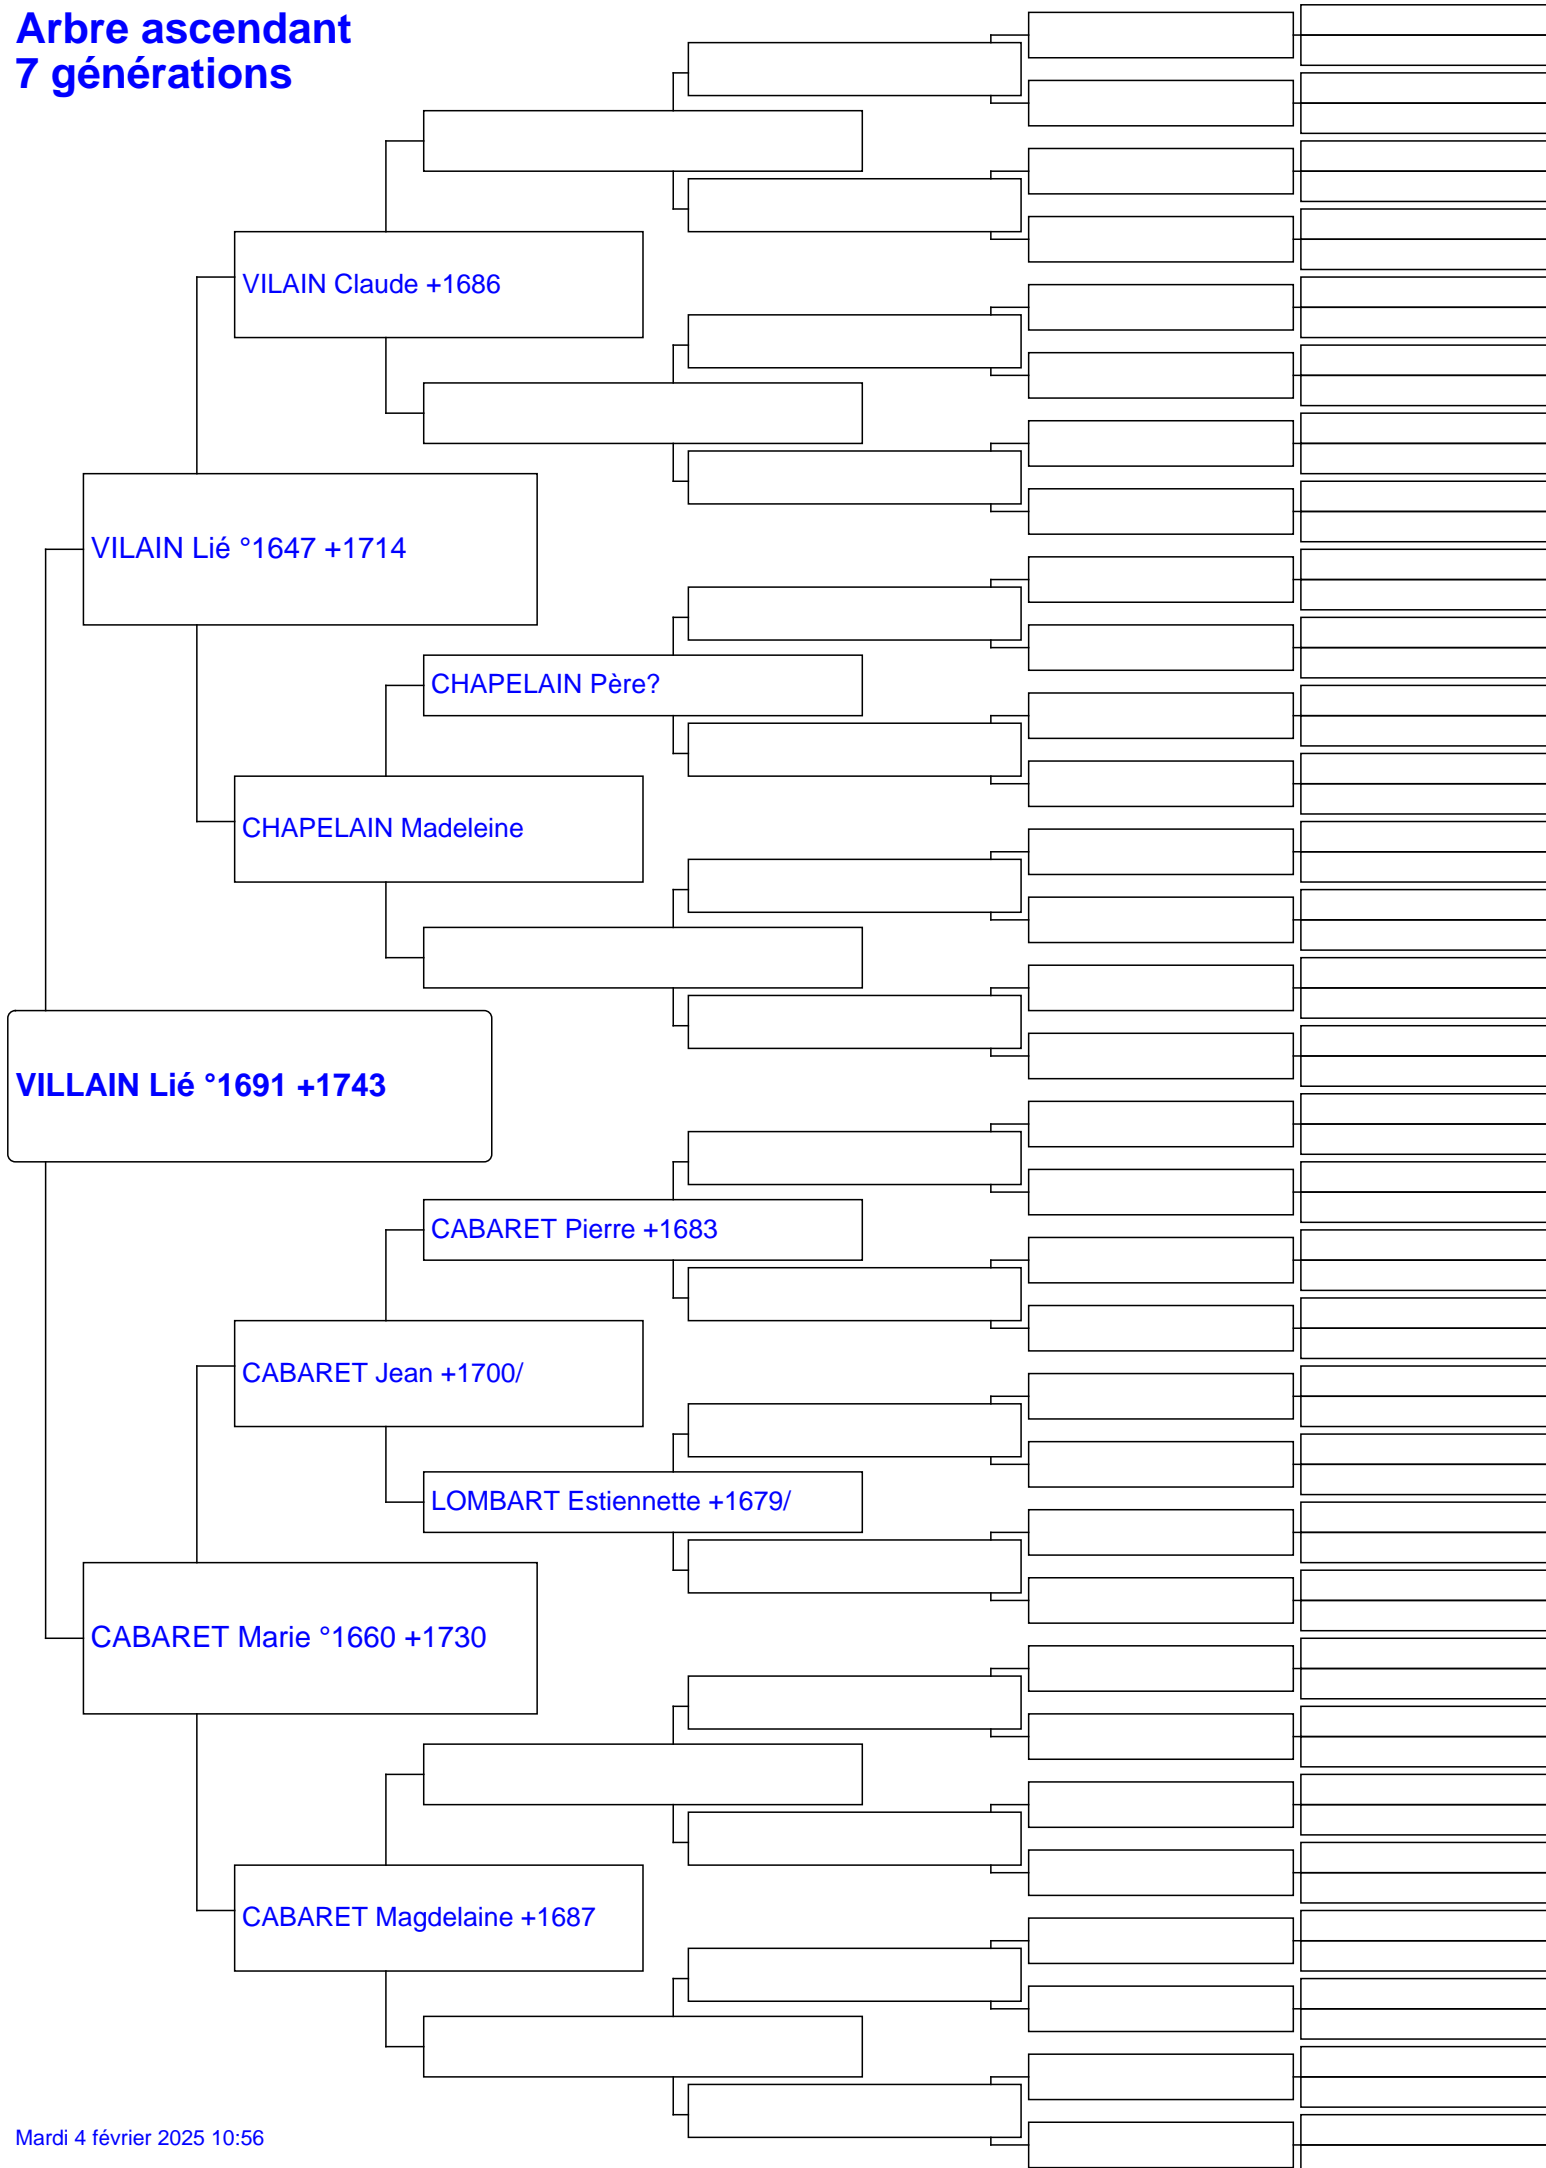 Arbre ascendant
7 générations
VILAIN Claude +1686
VILAIN Lié °1647 +1714
CHAPELAIN Père?
CHAPELAIN Madeleine
VILLAIN Lié °1691 +1743
CABARET Pierre +1683
CABARET Jean +1700/
LOMBART Estiennette +1679/
CABARET Marie °1660 +1730
CABARET Magdelaine +1687
Mardi 4 février 2025 10:56